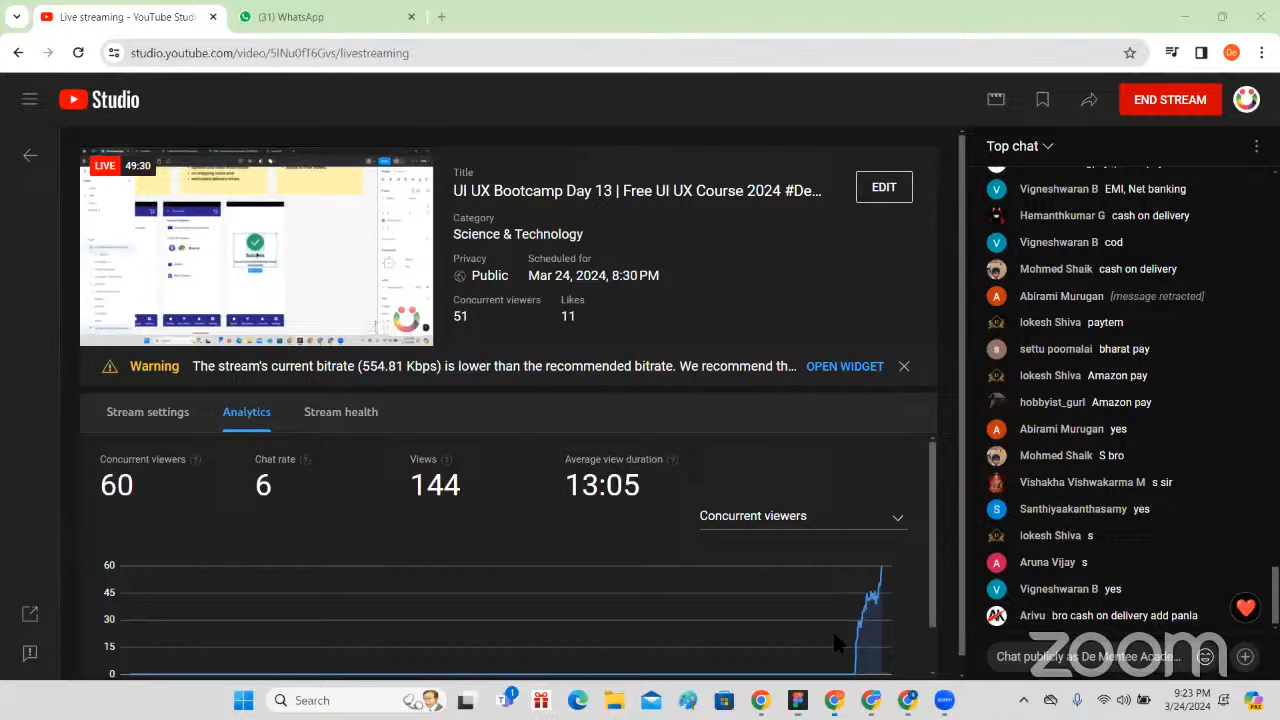 Live streaming - YouTube Studi
(31) WhatsApp
studio.youtube.com/video/5INu0f1FGvs/livestreaming
De
Studio
END STREAM
LIVE 49:30
Title
UI UX Bootcamp Day 13 | Free UI UX Course 2024 | De...
EDIT
Category
Science & Technology
Privacy Scheduled for
Public Mar 24, 2024, 8:30 PM
Concurrent viewers Likes
51 11
Warning The stream's current bitrate (554.81 Kbps) is lower than the recommended bitrate. We recommend th... OPEN WIDGET
Stream settings Analytics Stream health
Concurrent viewers Chat rate Views Average view duration
60 6 144 13:05
Concurrent viewers
60
45
30
15
0
Top chat
Vigneshwaran B EMI, Net banking
cash on delivery
cod
Mohmed Shaik cash on delivery
Abirami Murugan [message retracted]
lokesh Shiva paytem
settu poomalai bharat pay
lokesh Shiva Amazon pay
hobbyist_gurl Amazon pay
Abirami Murugan yes
Mohmed Shaik S bro
Vishakha Vishwakarma M s sir
Santhiyaakanthasamy yes
lokesh Shiva s
Aruna Vijay s
Vigneshwaran B yes
Arivu bro cash on delivery add panla
Chat publicly as De Mentee Acade...
zoom
Search
9:23 PM
3/24/2024